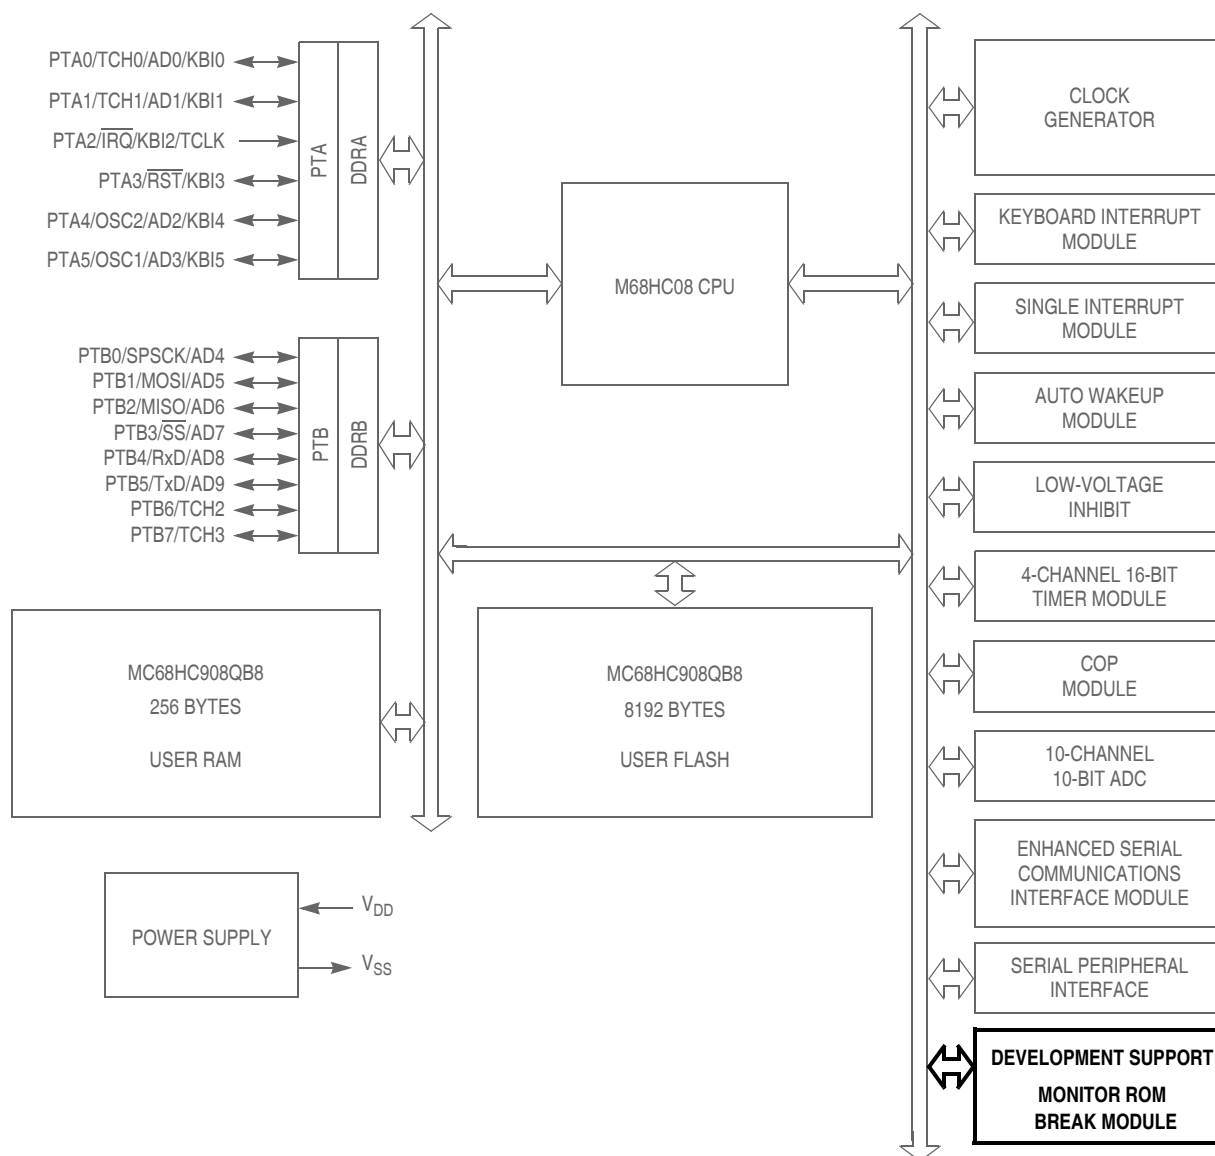 PTA0/TCH0/AD0/KBI0
PTA1/TCH1/AD1/KBI1
PTA2/IRQ/KBI2/TCLK
PTA3/RST/KBI3
PTA4/OSC2/AD2/KBI4
PTA5/OSC1/AD3/KBI5
PTA
DDRA
PTB0/SPSCK/AD4
PTB1/MOSI/AD5
PTB2/MISO/AD6
PTB3/SS/AD7
PTB4/RxD/AD8
PTB5/TxD/AD9
PTB6/TCH2
PTB7/TCH3
PTB
DDRB
M68HC08 CPU
MC68HC908QB8
256 BYTES
USER RAM
MC68HC908QB8
8192 BYTES
USER FLASH
POWER SUPPLY
VDD
VSS
CLOCK
GENERATOR
KEYBOARD INTERRUPT
MODULE
SINGLE INTERRUPT
MODULE
AUTO WAKEUP
MODULE
LOW-VOLTAGE
INHIBIT
4-CHANNEL 16-BIT
TIMER MODULE
COP
MODULE
10-CHANNEL
10-BIT ADC
ENHANCED SERIAL
COMMUNICATIONS
INTERFACE MODULE
SERIAL PERIPHERAL
INTERFACE
DEVELOPMENT SUPPORT
MONITOR ROM
BREAK MODULE